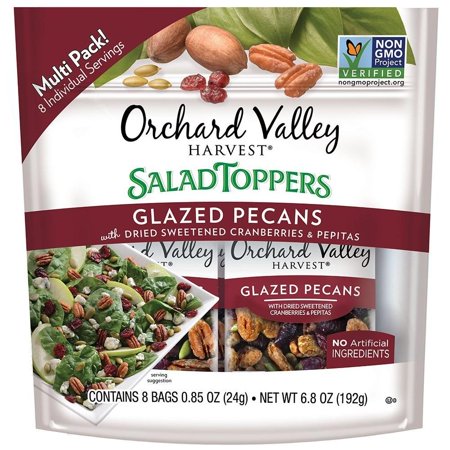 Multi Pack!
8 Individual Servings
NON
GMO
Project
VERIFIED
nongmoproject.org
Orchard Valley
HARVEST®
SALAD TOPPERS
GLAZED PECANS
with DRIED SWEETENED CRANBERRIES & PEPITAS
d Valley
EST®
Orchard Valley
HARVEST®
GLAZED PECANS
WITH DRIED SWEETENED
CRANBERRIES & PEPITAS
NO Artificial
INGREDIENTS
serving
suggestion
CONTAINS 8 BAGS 0.85 OZ (24g) • NET WT 6.8 OZ (192g)